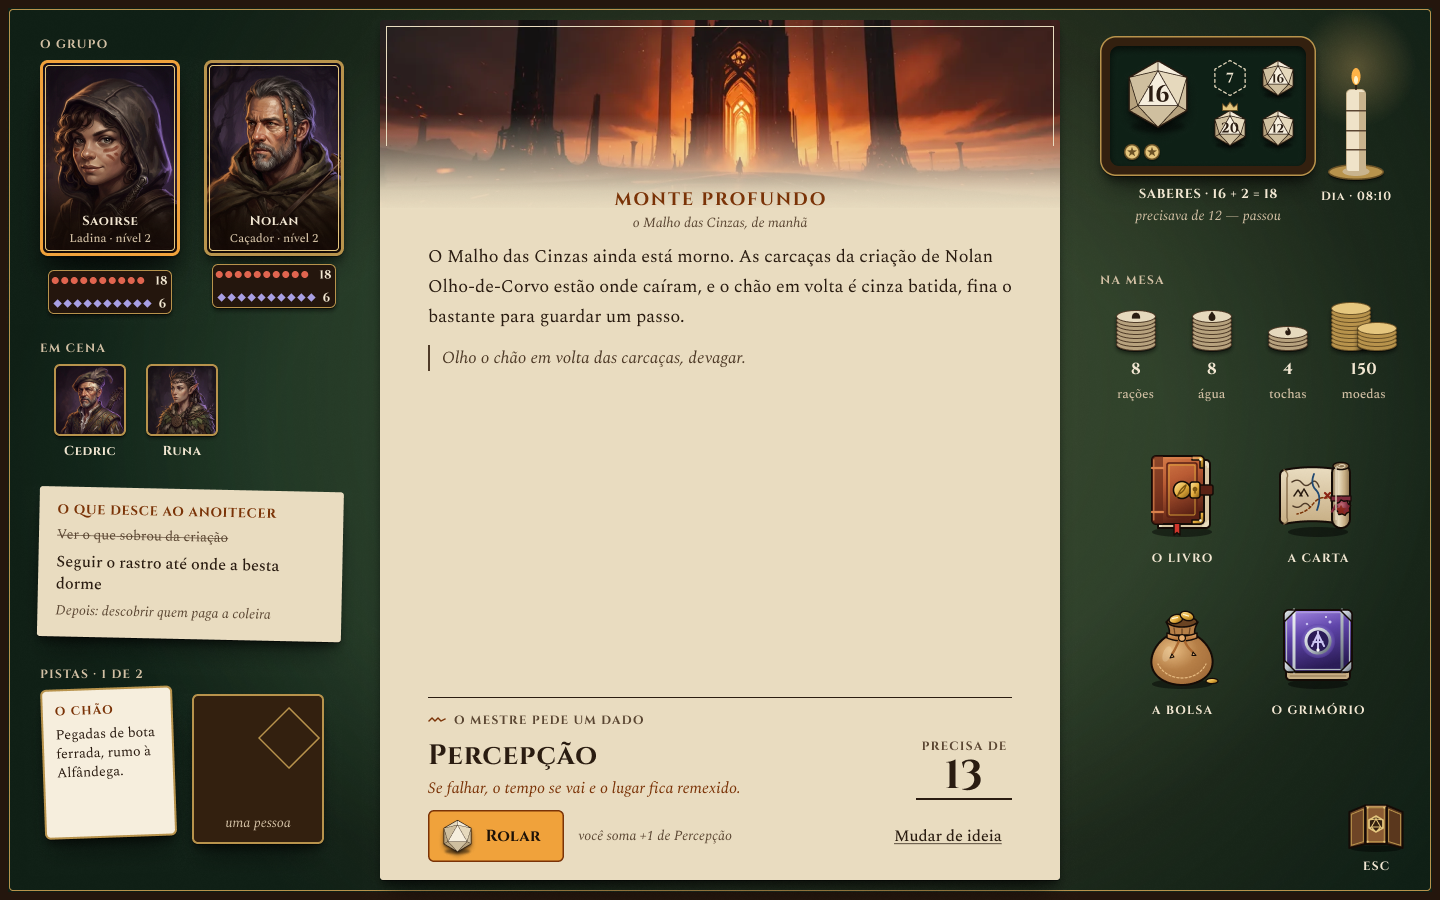 O GRUPO
SAOIRSE
Ladina · nível 2
NOLAN
Caçador · nível 2
18
6
18
6
EM CENA
CEDRIC
RUNA
O QUE DESCE AO ANOITECER
Ver o que sobrou da criação
Seguir o rastro até onde a besta
dorme
Depois: descobrir quem paga a coleira
PISTAS · 1 DE 2
O CHÃO
Pegadas de bota
ferrada, rumo à
Alfândega.
uma pessoa
MONTE PROFUNDO
o Malho das Cinzas, de manhã
O Malho das Cinzas ainda está morno. As carcaças da criação de Nolan
Olho-de-Corvo estão onde caíram, e o chão em volta é cinza batida, fina o
bastante para guardar um passo.
Olho o chão em volta das carcaças, devagar.
O MESTRE PEDE UM DADO
PERCEPÇÃO
Se falhar, o tempo se vai e o lugar fica remexido.
PRECISA DE
13
ROLAR
você soma +1 de Percepção
Mudar de ideia
16
7
16
20
12
SABERES · 16 + 2 = 18
precisava de 12 — passou
DIA · 08:10
NA MESA
8
rações
8
água
4
tochas
150
moedas
O LIVRO
A CARTA
A BOLSA
O GRIMÓRIO
ESC